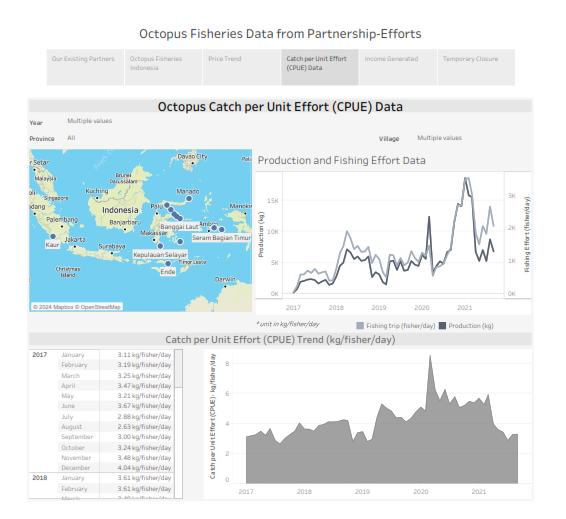 Octopus Fisheries Data from Partnership-Efforts
Our Existing Partners
Octopus Fisheries Indonesia
Price Trend
Catch per Unit Effort (CPUE) Data
Income Generated
Temporary Closure
Octopus Catch per Unit Effort (CPUE) Data
Year Multiple values
Province All
Village Multiple values
Davao City
Brunei Darussalam
Malaysia
Kuching
Manado
Singapore
Indonesia
Palu
Palembang
Banjarbaru
Banggai Laut
Seram Bagian Timur
Makassar
Kaur
Jakarta
Surabaya
Kepulauan Selayar
Christmas Island
Ende
Timor Leste
Darwin
© 2024 Mapbox © OpenStreetMap
Production and Fishing Effort Data
Production (kg)
15K
10K
5K
0K
Fishing Effort (fisher/day)
3K
2K
1K
0K
2017 2018 2019 2020 2021
* unit in kg/fisher/day
Fishing trip (fisher/day) Production (kg)
Catch per Unit Effort (CPUE) Trend (kg/fisher/day)
2017 January 3.11 kg/fisher/day
February 3.19 kg/fisher/day
March 3.25 kg/fisher/day
April 3.47 kg/fisher/day
May 3.21 kg/fisher/day
June 3.67 kg/fisher/day
July 2.88 kg/fisher/day
August 2.63 kg/fisher/day
September 3.00 kg/fisher/day
October 3.24 kg/fisher/day
November 3.48 kg/fisher/day
December 4.04 kg/fisher/day
2018 January 3.61 kg/fisher/day
February 3.61 kg/fisher/day
March
Catch per Unit Effort (CPUE)- kg/fisher/day
8
6
4
2
0
2017 2018 2019 2020 2021